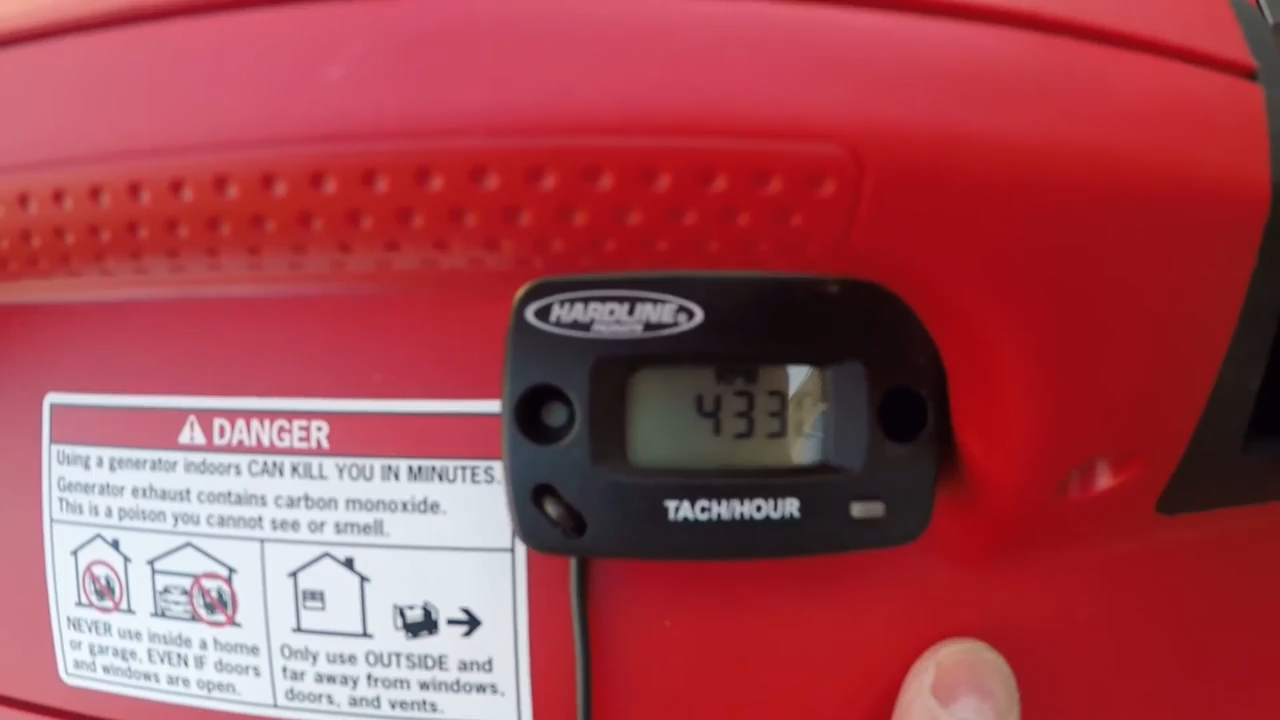 HARDLINE
433
TACH/HOUR
DANGER
Using a generator indoors CAN KILL YOU IN MINUTES.
Generator exhaust contains carbon monoxide.
This is a poison you cannot see or smell.
NEVER use inside a home
or garage, EVEN IF doors
and windows are open.
Only use OUTSIDE and
far away from windows,
doors, and vents.